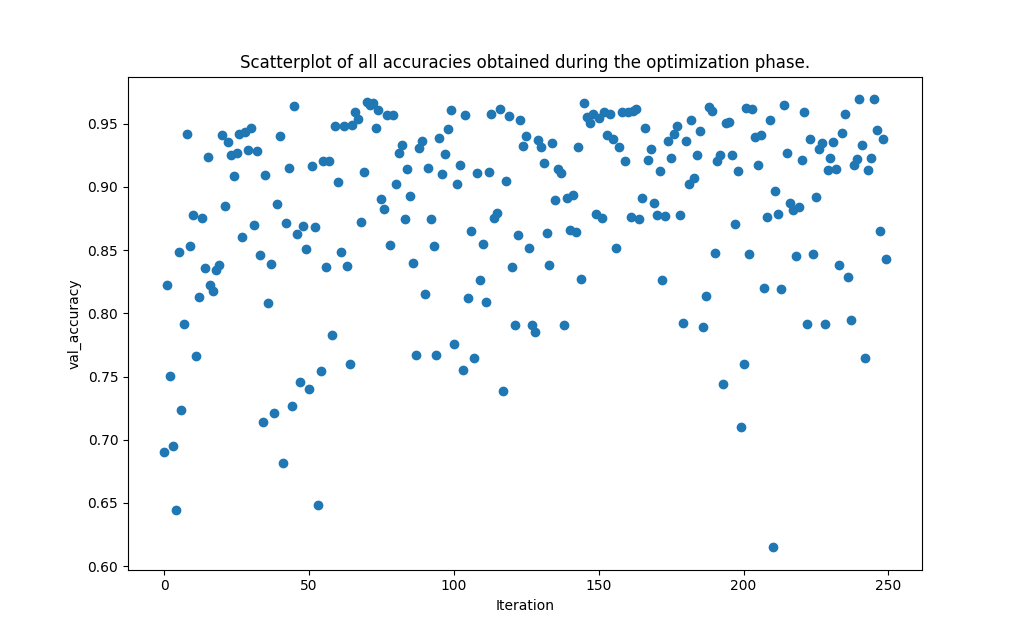 Scatterplot of all accuracies obtained during the optimization phase.
val_accuracy
0.95
0.90
0.85
0.80
0.75
0.70
0.65
0.60
0 50 100 150 200 250
Iteration